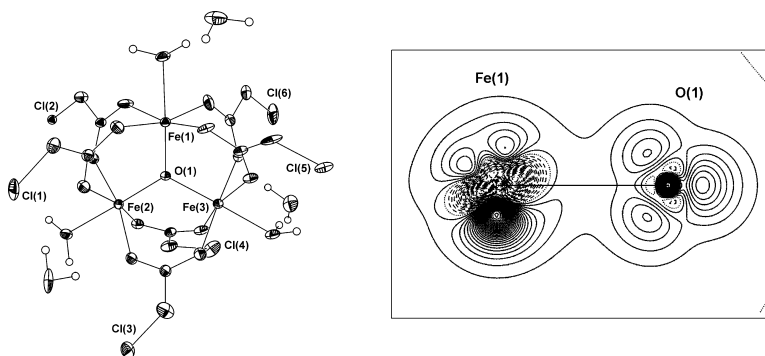 Cl(2)
Cl(6)
Fe(1)
Cl(5)
O(1)
Cl(1)
Fe(2)
Fe(3)
Cl(4)
Cl(3)
Fe(1)
O(1)